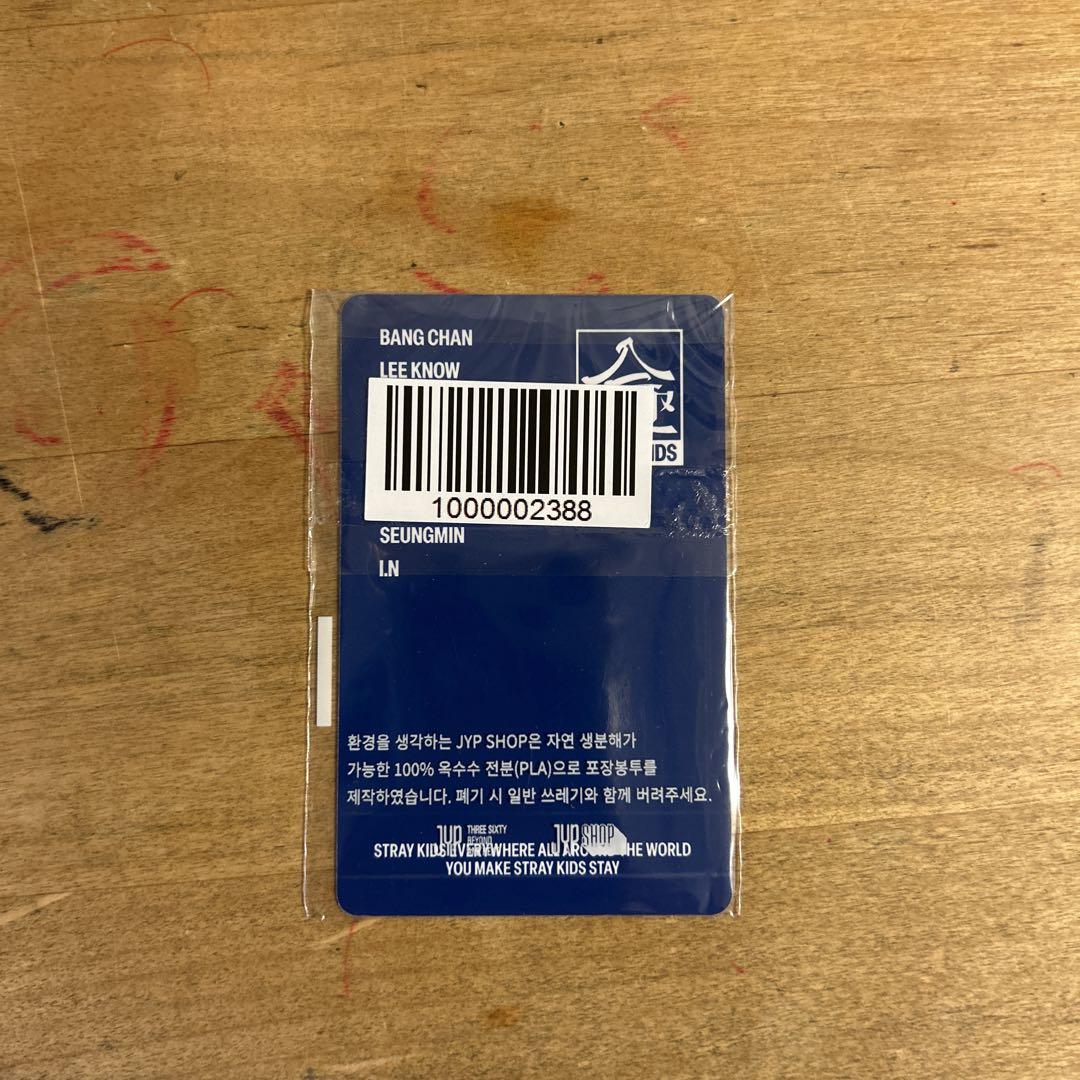 BANG CHAN
LEE KNOW
IDS
1000002388
SEUNGMIN
I.N
환경을 생각하는 JYP SHOP은 자연 생분해가
가능한 100% 옥수수 전분(PLA)으로 포장봉투를
제작하였습니다. 폐기 시 일반 쓰레기와 함께 버려주세요.
JYP THREE SIXTY
BEYOND
JYP SHOP
STRAY KIDS EVERYWHERE ALL AROUND THE WORLD
YOU MAKE STRAY KIDS STAY